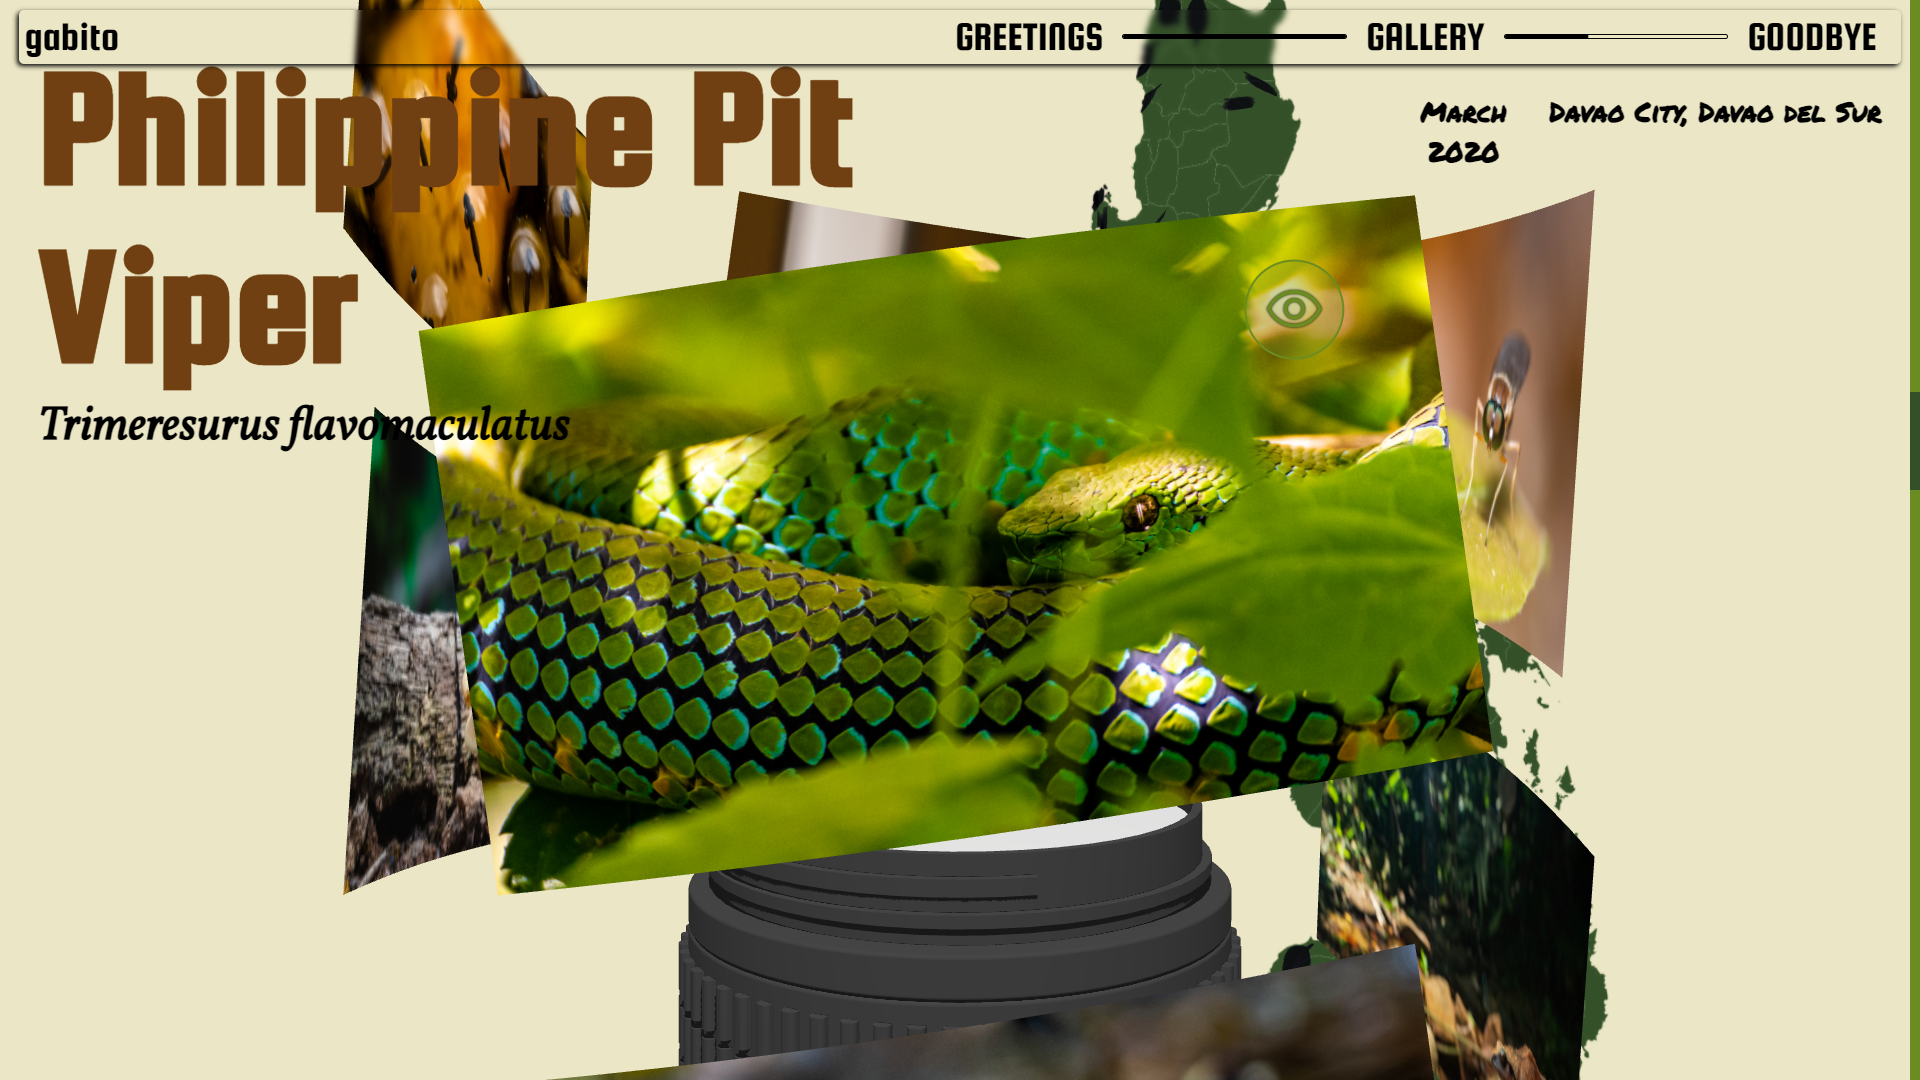 gabito
GREETINGS
GALLERY
GOODBYE
Philippine Pit
Viper
Trimeresurus flavomaculatus
March
2020
Davao City, Davao del Sur